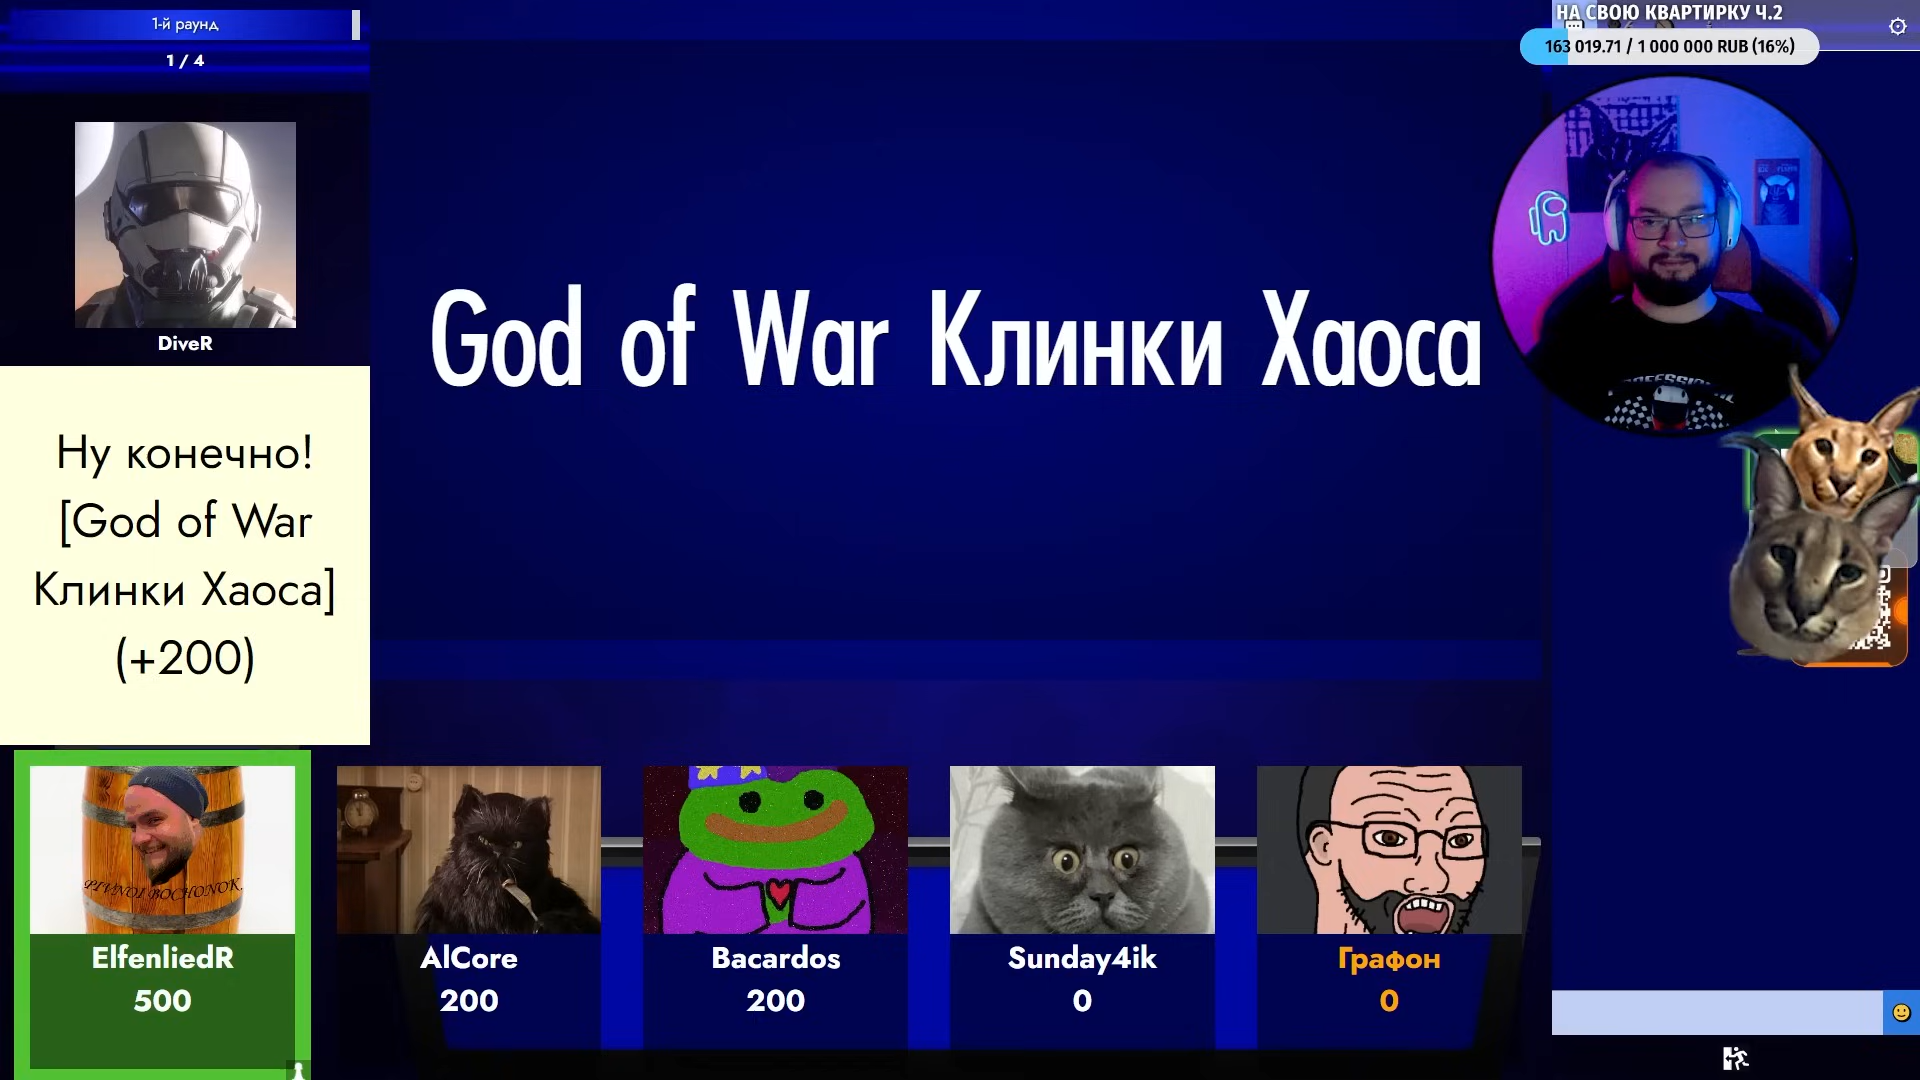 1-й раунд
1 / 4
DiveR
Ну конечно!
[God of War
Клинки Хаоса]
(+200)
God of War Клинки Хаоса
НА СВОЮ КВАРТИРКУ Ч.2
163 019.71 / 1 000 000 RUB (16%)
PIVNOI BOCHONOK.
ElfenliedR
500
AlCore
200
Bacardos
200
Sunday4ik
0
Графон
0